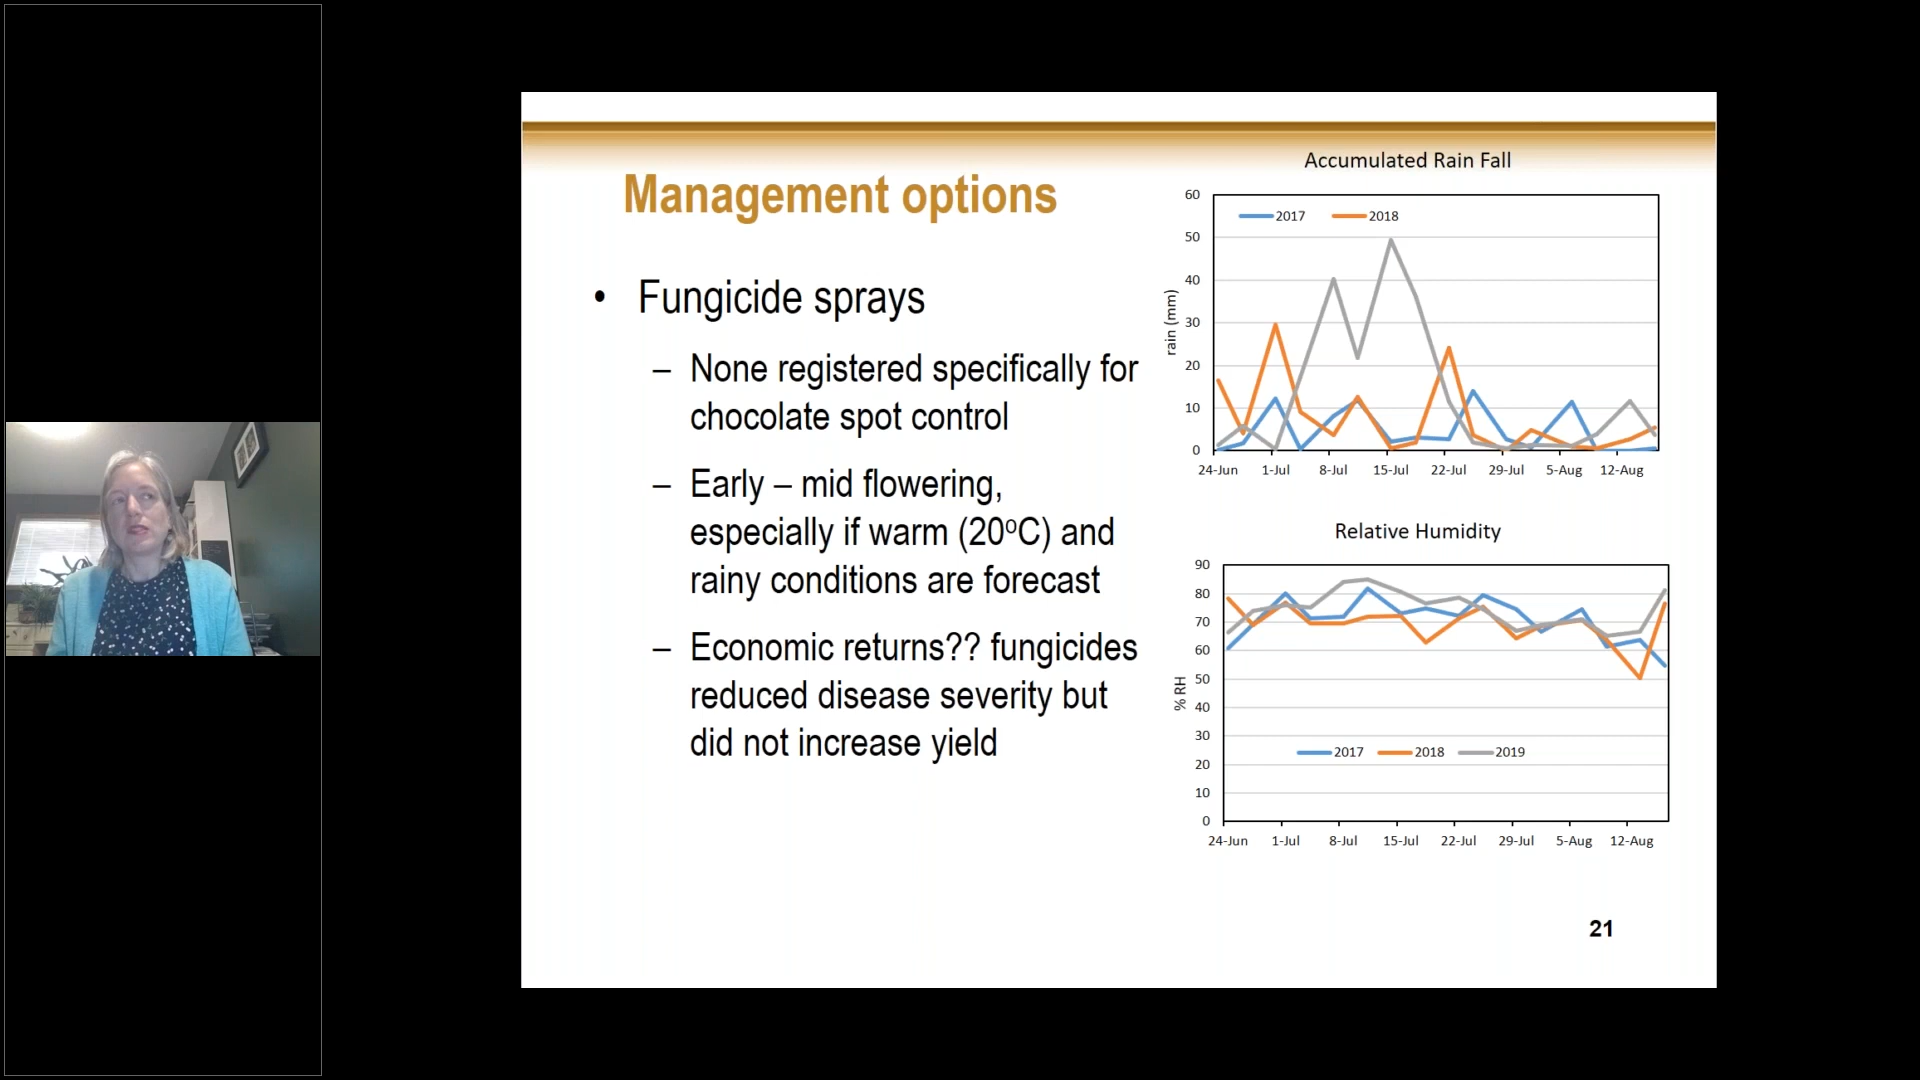 Management options
• Fungicide sprays
– None registered specifically for
chocolate spot control
– Early – mid flowering,
especially if warm (20ºC) and
rainy conditions are forecast
– Economic returns?? fungicides
reduced disease severity but
did not increase yield
Accumulated Rain Fall
2017 2018
rain (mm)
60
50
40
30
20
10
0
24-Jun 1-Jul 8-Jul 15-Jul 22-Jul 29-Jul 5-Aug 12-Aug
Relative Humidity
% RH
90
80
70
60
50
40
30
20
10
0
2017 2018 2019
24-Jun 1-Jul 8-Jul 15-Jul 22-Jul 29-Jul 5-Aug 12-Aug
21